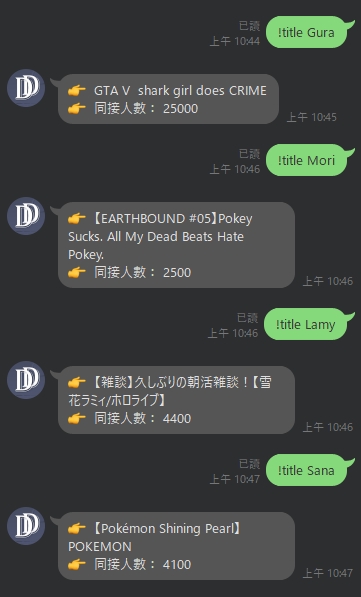 已讀
上午 10:44
!title Gura
👉 GTA V shark girl does CRIME
👉 同接人數： 25000
上午 10:45
已讀
上午 10:46
!title Mori
👉 【EARTHBOUND #05】Pokey
Sucks. All My Dead Beats Hate
Pokey.
👉 同接人數： 2500
上午 10:46
已讀
上午 10:46
!title Lamy
👉 【雑談】久しぶりの朝活雑談！【雪
花ラミィ/ホロライブ】
👉 同接人數： 4400
上午 10:46
已讀
上午 10:47
!title Sana
👉 【Pokémon Shining Pearl】
POKEMON
👉 同接人數： 4100
上午 10:47